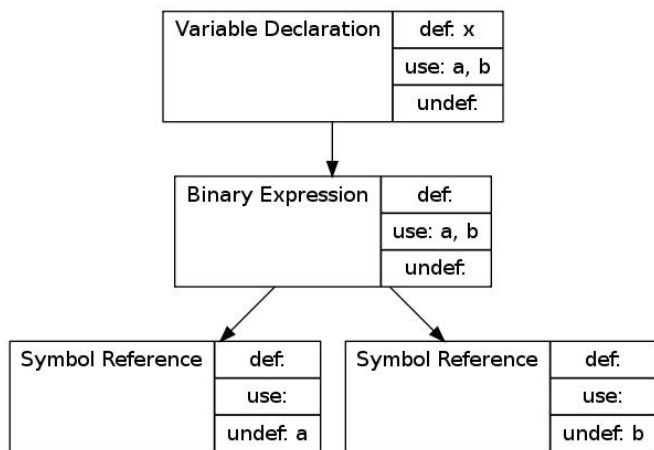 Variable Declaration
def: x
use: a, b
undef:
Binary Expression
def:
use: a, b
undef:
Symbol Reference
def:
use:
undef: a
Symbol Reference
def:
use:
undef: b